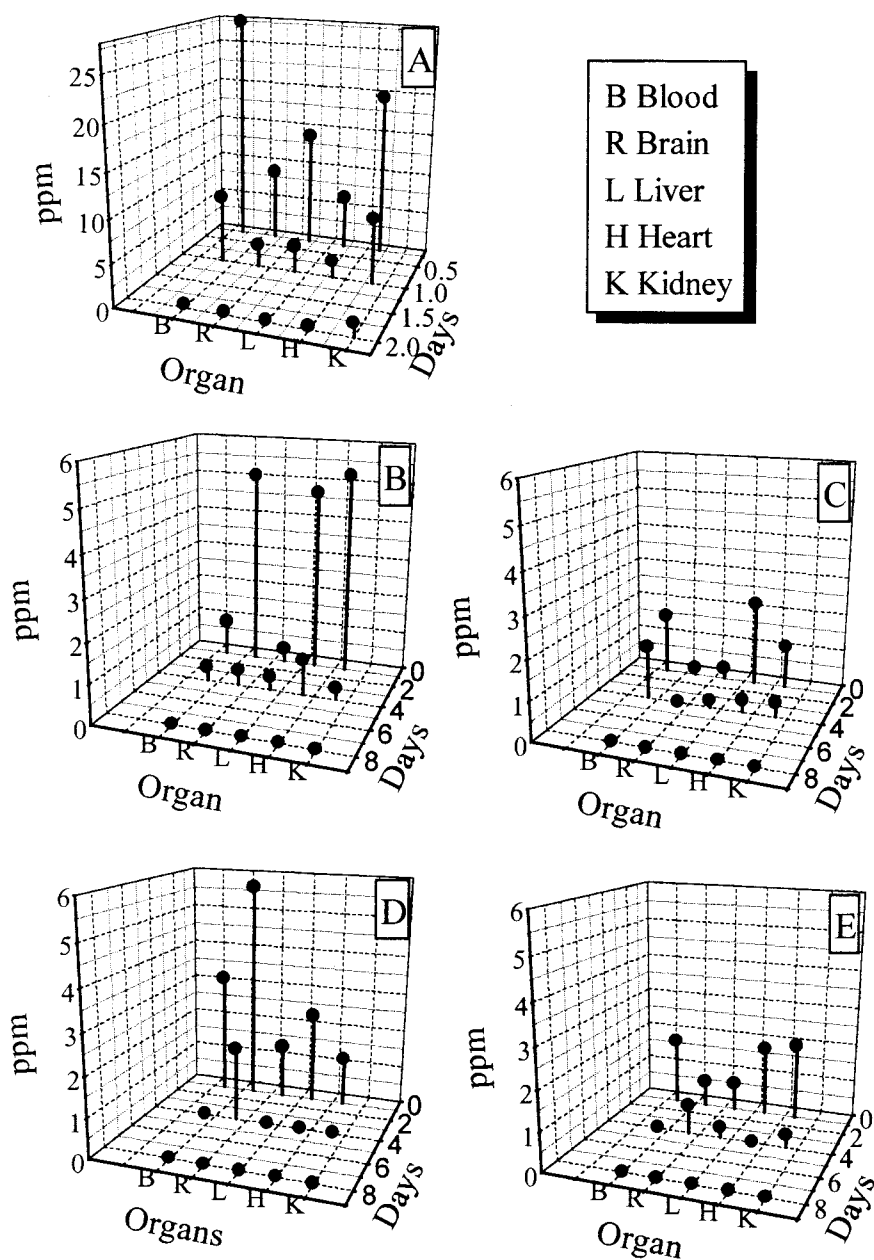 A
25
20
15
10
5
0
ppm
B
R
L
H
K
Organ
0.5
1.0
1.5
2.0
Days
B Blood
R Brain
L Liver
H Heart
K Kidney
B
6
5
4
3
2
1
0
ppm
B
R
L
H
K
Organ
0
2
4
6
8
Days
C
6
5
4
3
2
1
0
ppm
B
R
L
H
K
Organ
0
2
4
6
8
Days
D
6
5
4
3
2
1
0
ppm
B
R
L
H
K
Organs
0
2
4
6
8
Days
E
6
5
4
3
2
1
0
ppm
B
R
L
H
K
Organ
0
2
4
6
8
Days